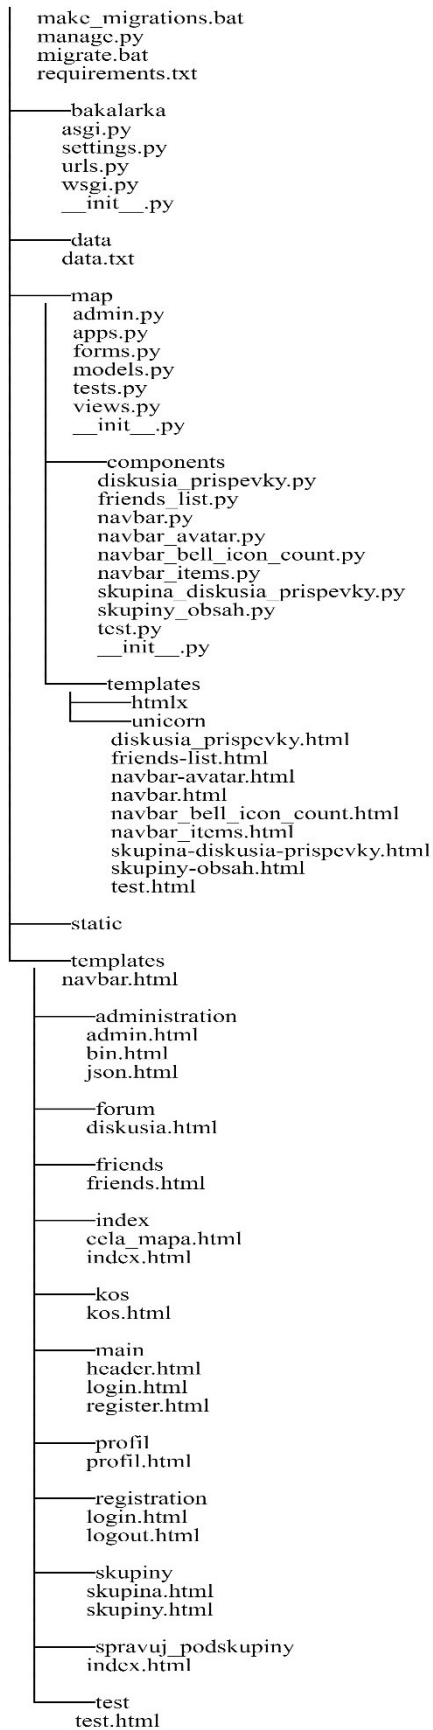 make_migrations.bat
manage.py
migrate.bat
requirements.txt
bakalarka
asgi.py
settings.py
urls.py
wsgi.py
__init__.py
data
data.txt
map
admin.py
apps.py
forms.py
models.py
tests.py
views.py
__init__.py
components
diskusia_prispevky.py
friends_list.py
navbar.py
navbar_avatar.py
navbar_bell_icon_count.py
navbar_items.py
skupina_diskusia_prispevky.py
skupiny_obsah.py
test.py
__init__.py
templates
htmlx
unicorn
diskusia_prispevky.html
friends-list.html
navbar-avatar.html
navbar.html
navbar_bell_icon_count.html
navbar_items.html
skupina-diskusia-prispevky.html
skupiny-obsah.html
test.html
static
templates
navbar.html
administration
admin.html
bin.html
json.html
forum
diskusia.html
friends
friends.html
index
cela_mapa.html
index.html
kos
kos.html
main
header.html
login.html
register.html
profil
profil.html
registration
login.html
logout.html
skupiny
skupina.html
skupiny.html
spravuj_podskupiny
index.html
test
test.html